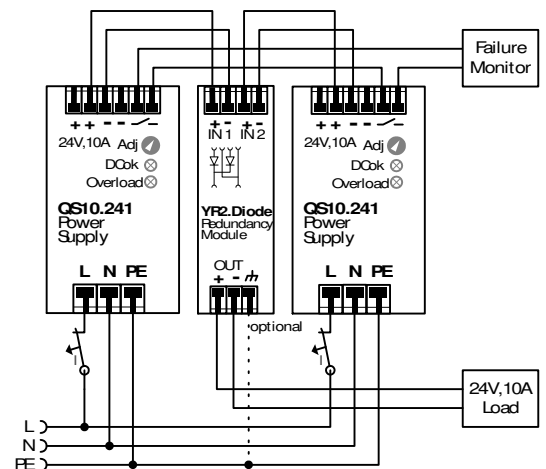 Failure
Monitor
+ + - -
24V,10A Adj
DCok
Overload
QS10.241
Power
Supply
L N PE
+ - + -
IN 1 IN 2
YR2.Diode
Redundancy
Module
OUT
+ -
optional
+ + - -
24V,10A Adj
DCok
Overload
QS10.241
Power
Supply
L N PE
I
I
24V,10A
Load
L
N
PE